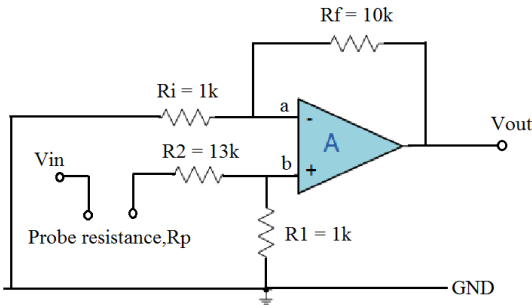 Rf = 10k
Ri = 1k
a
-
A
Vout
R2 = 13k
b
+
Vin
Probe resistance,Rp
R1 = 1k
GND